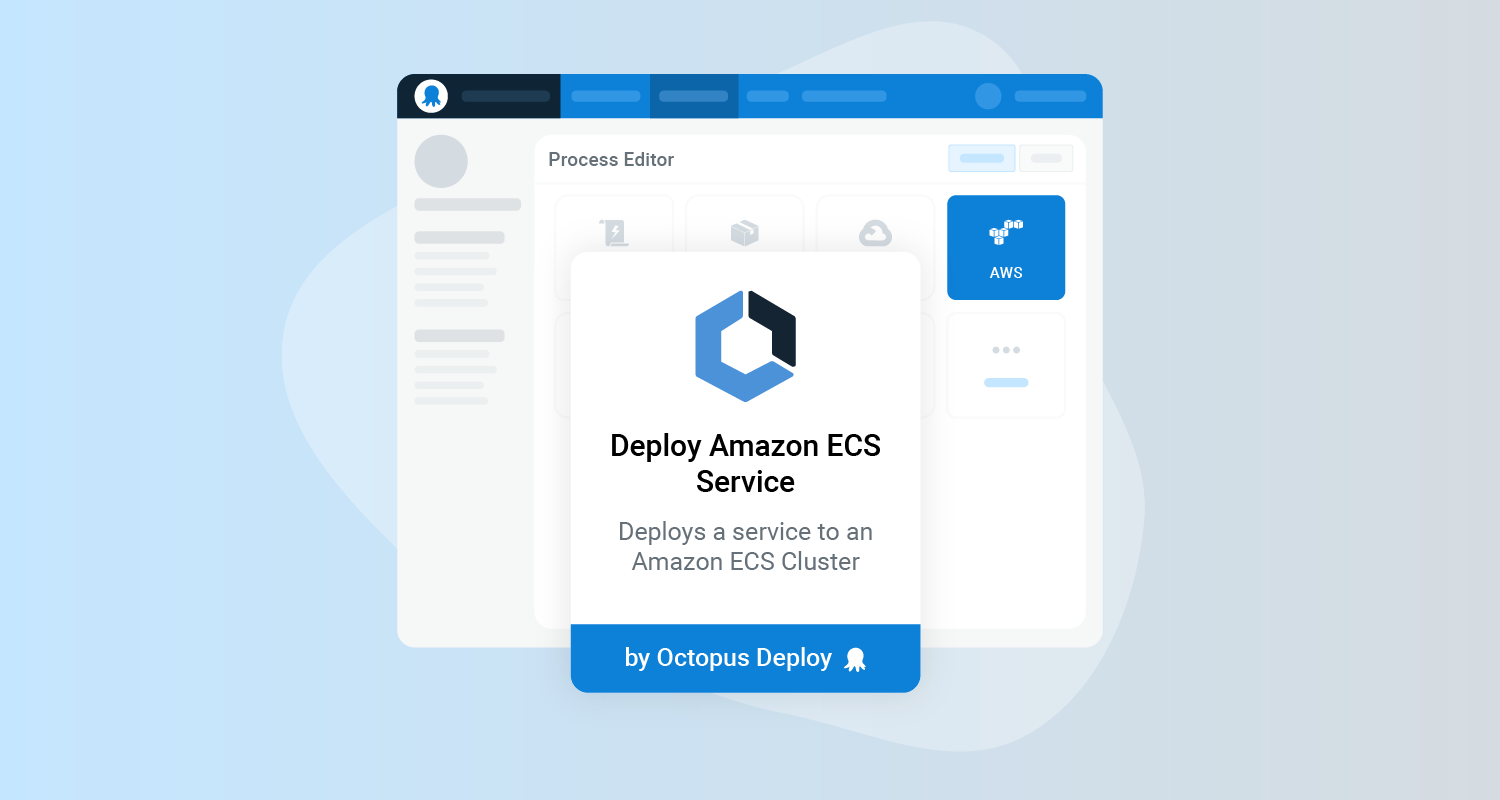 Process Editor
AWS
Deploy Amazon ECS
Service
Deploys a service to an
Amazon ECS Cluster
by Octopus Deploy